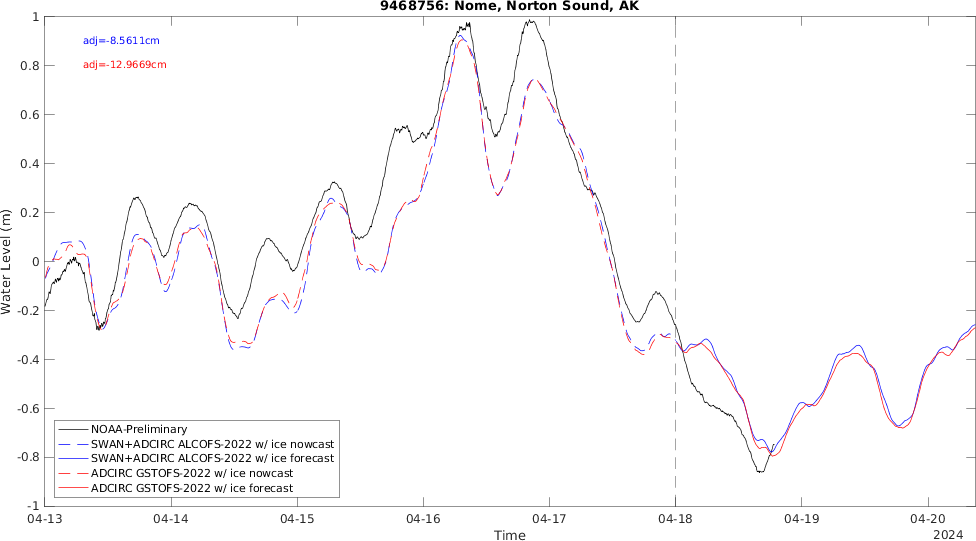 9468756: Nome, Norton Sound, AK
1
0.8
0.6
0.4
0.2
0
-0.2
-0.4
-0.6
-0.8
-1
Water Level (m)
adj=-8.5611cm
adj=-12.9669cm
NOAA-Preliminary
SWAN+ADCIRC ALCOFS-2022 w/ ice nowcast
SWAN+ADCIRC ALCOFS-2022 w/ ice forecast
ADCIRC GSTOFS-2022 w/ ice nowcast
ADCIRC GSTOFS-2022 w/ ice forecast
04-13 04-14 04-15 04-16 04-17 04-18 04-19 04-20
Time
2024